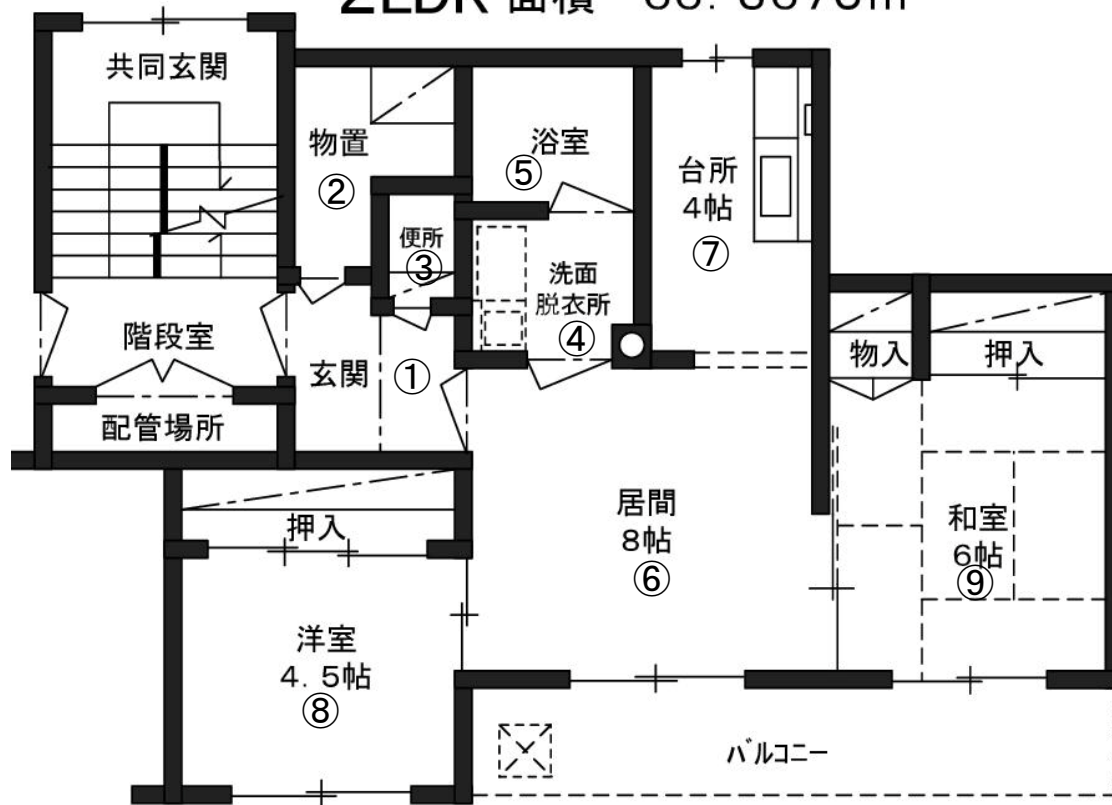 2LDK 面積
共同玄関
物置
②
浴室
⑤
台所
4帖
⑦
便所
③
洗面
脱衣所
④
階段室
玄関
①
物入
押入
配管場所
押入
居間
8帖
⑥
和室
6帖
⑨
洋室
4.5帖
⑧
バルコニー